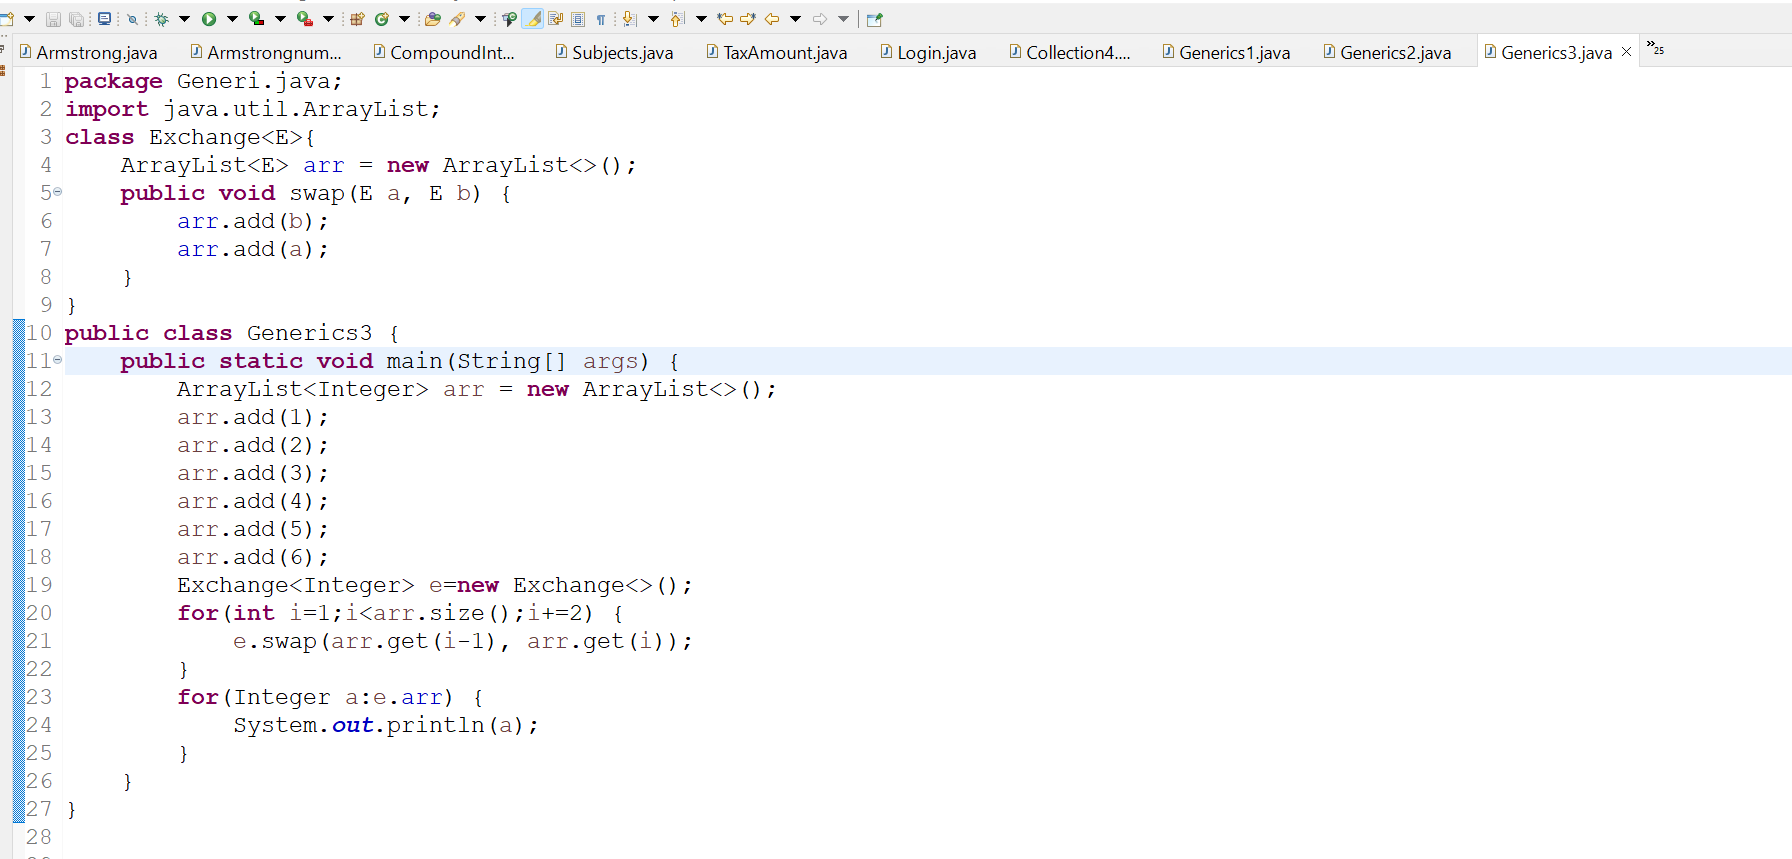 Armstrong.java Armstrongnum... CompoundInt... Subjects.java TaxAmount.java Login.java Collection4.... Generics1.java Generics2.java Generics3.java »25
1 package Generi.java;
2 import java.util.ArrayList;
3 class Exchange<E>{
4     ArrayList<E> arr = new ArrayList<>();
5     public void swap(E a, E b) {
6         arr.add(b);
7         arr.add(a);
8     }
9 }
10 public class Generics3 {
11     public static void main(String[] args) {
12         ArrayList<Integer> arr = new ArrayList<>();
13         arr.add(1);
14         arr.add(2);
15         arr.add(3);
16         arr.add(4);
17         arr.add(5);
18         arr.add(6);
19         Exchange<Integer> e=new Exchange<>();
20         for(int i=1;i<arr.size();i+=2) {
21             e.swap(arr.get(i-1), arr.get(i));
22         }
23         for(Integer a:e.arr) {
24             System.out.println(a);
25         }
26     }
27 }
28